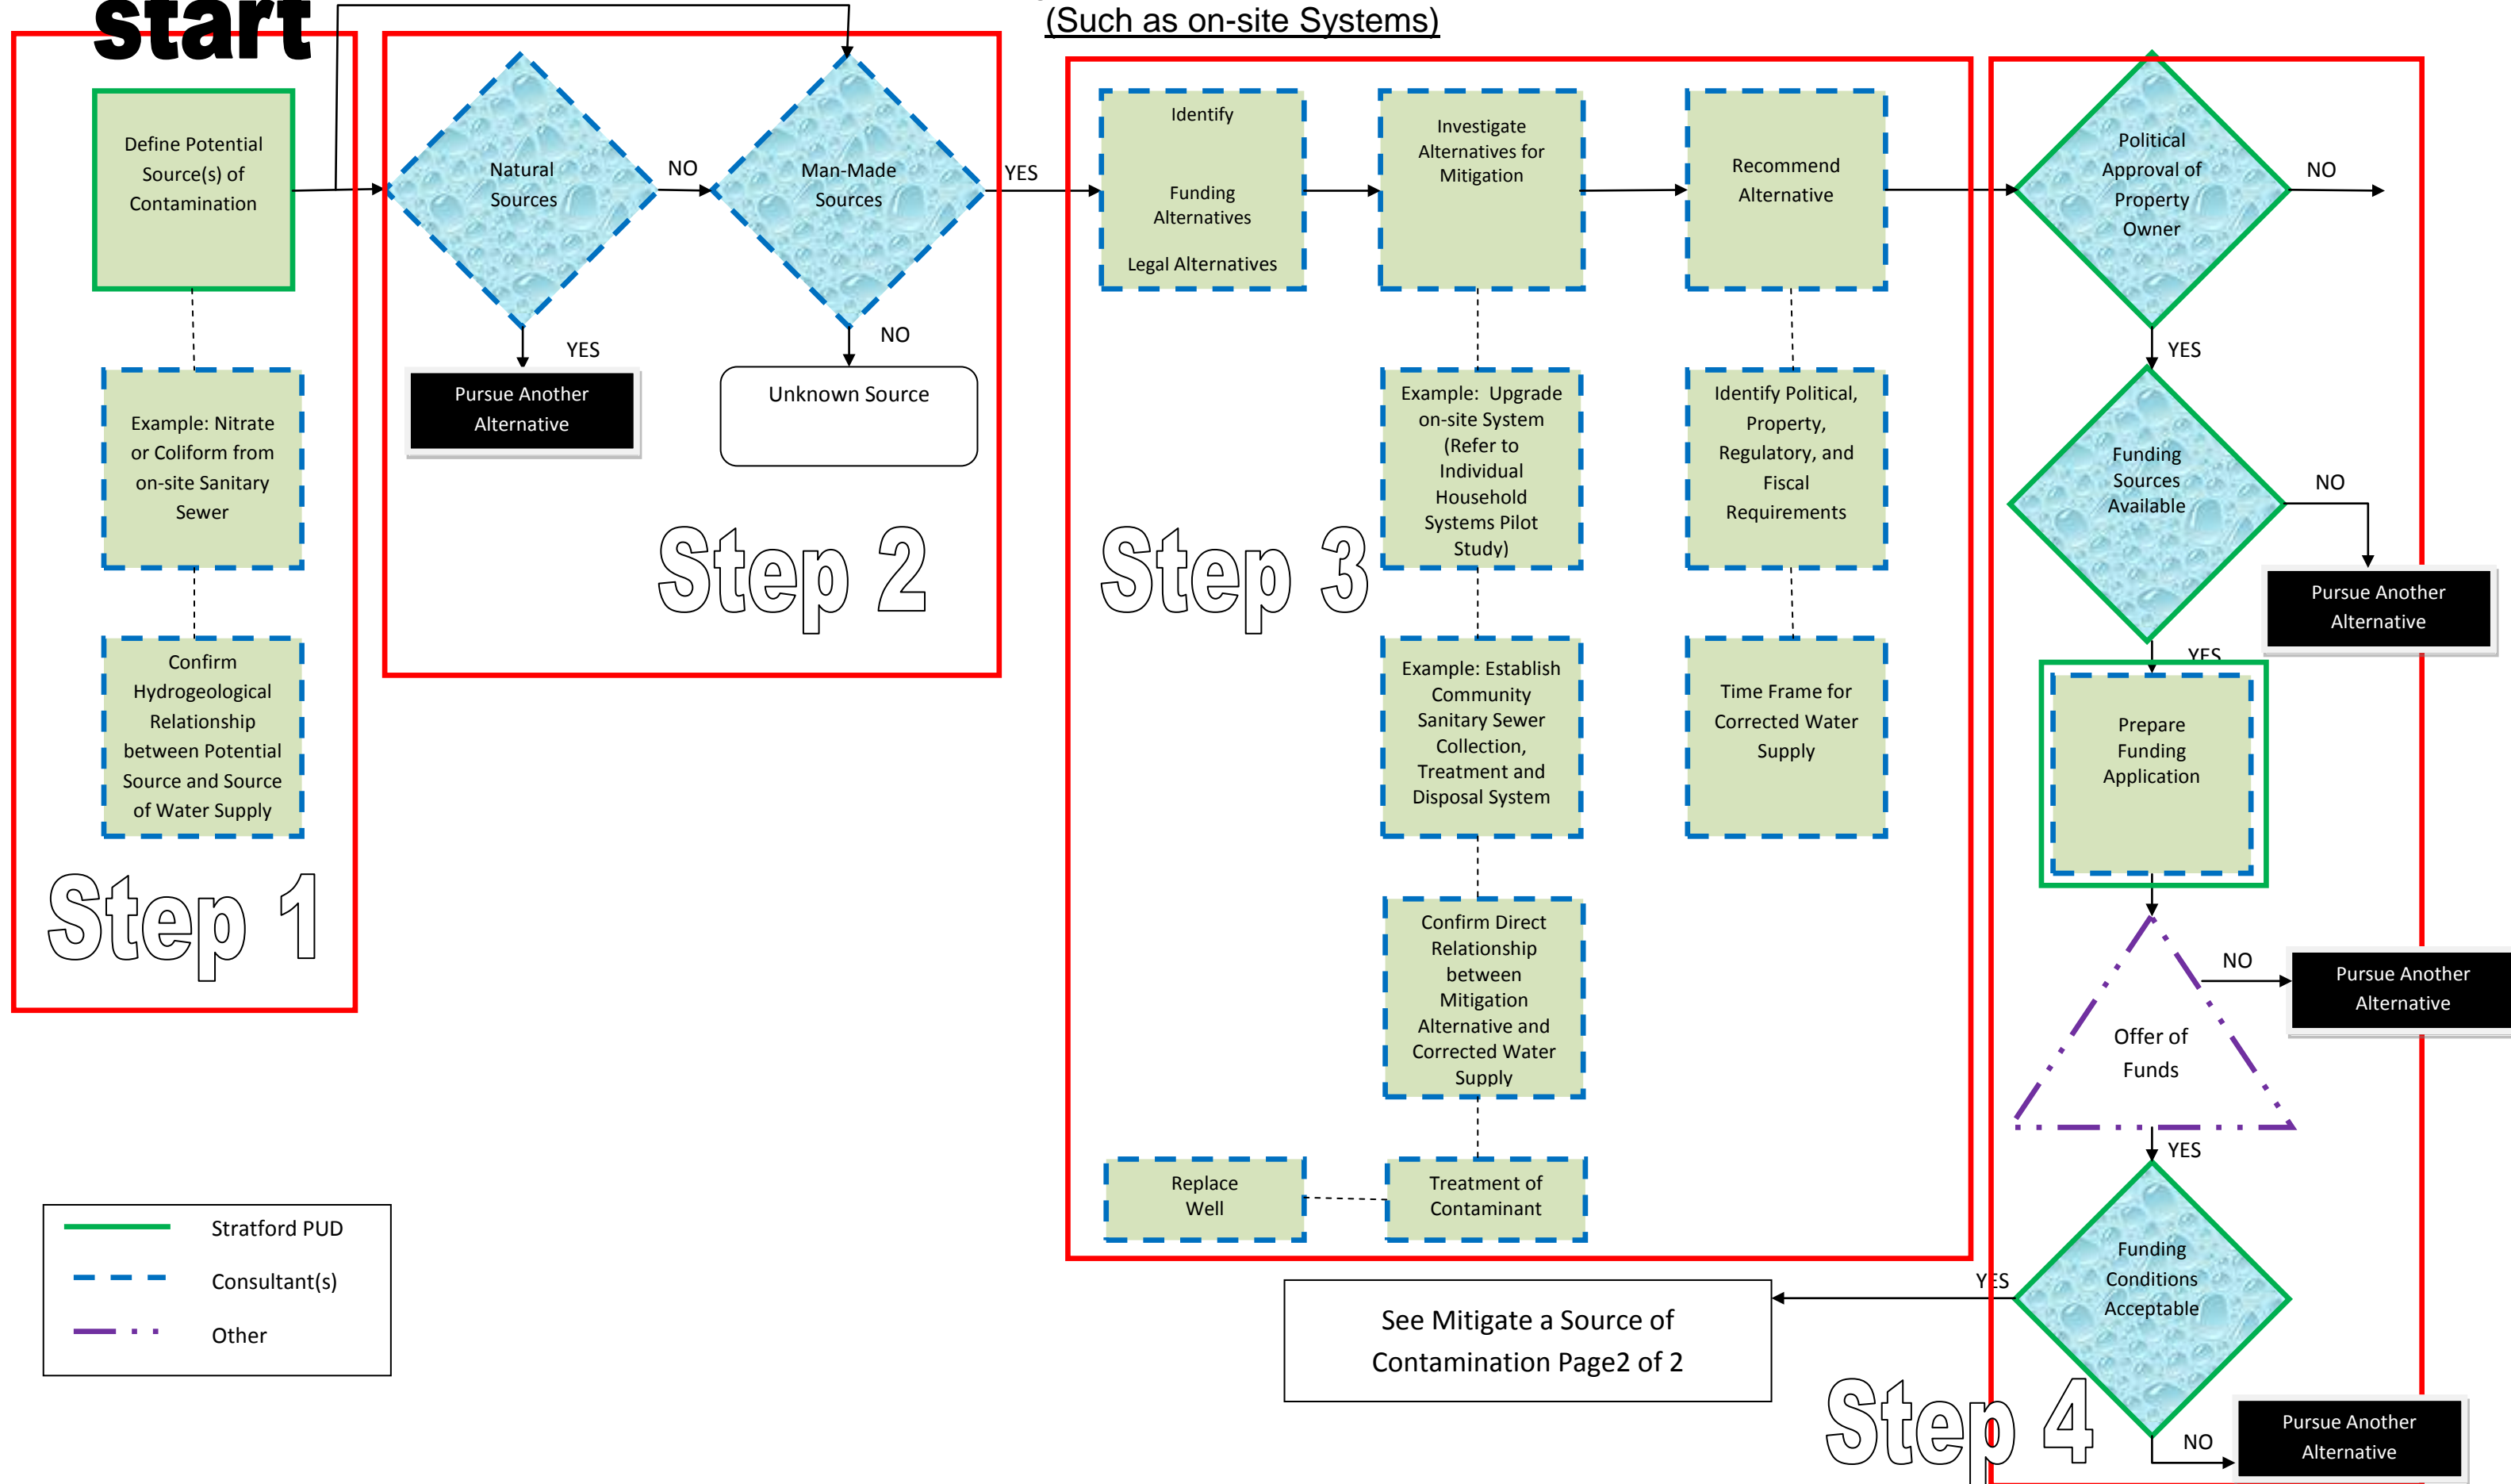 start
(Such as on-site Systems)
Define Potential
Source(s) of
Contamination
Example: Nitrate
or Coliform from
on-site Sanitary
Sewer
Confirm
Hydrogeological
Relationship
between Potential
Source and Source
of Water Supply
Step 1
Natural
Sources
NO
YES
Pursue Another
Alternative
Man-Made
Sources
YES
NO
Unknown Source
Step 2
Identify
Funding
Alternatives
Legal Alternatives
Investigate
Alternatives for
Mitigation
Recommend
Alternative
Example: Upgrade
on-site System
(Refer to
Individual
Household
Systems Pilot
Study)
Identify Political,
Property,
Regulatory, and
Fiscal
Requirements
Step 3
Example: Establish
Community
Sanitary Sewer
Collection,
Treatment and
Disposal System
Time Frame for
Corrected Water
Supply
Confirm Direct
Relationship
between
Mitigation
Alternative and
Corrected Water
Supply
Replace
Well
Treatment of
Contaminant
Political
Approval of
Property
Owner
NO
YES
Funding
Sources
Available
NO
Pursue Another
Alternative
YES
Prepare
Funding
Application
Offer of
Funds
NO
Pursue Another
Alternative
YES
Funding
Conditions
Acceptable
YES
See Mitigate a Source of
Contamination Page2 of 2
Step 4
NO
Pursue Another
Alternative
Stratford PUD
Consultant(s)
Other